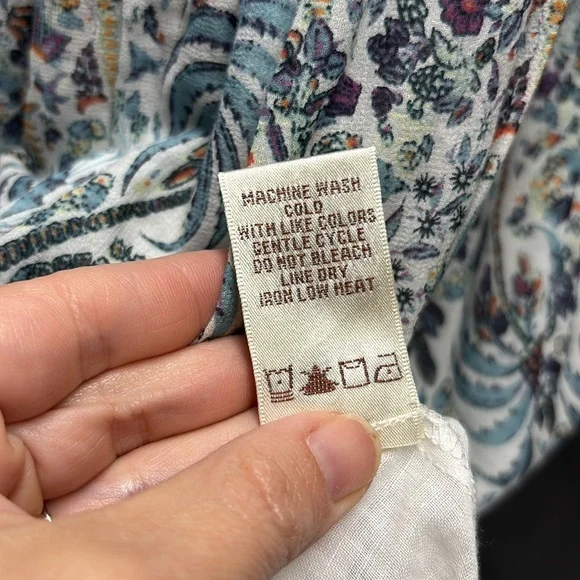 MACHINE WASH
COLD
WITH LIKE COLORS
GENTLE CYCLE
DO NOT BLEACH
LINE DRY
IRON LOW HEAT